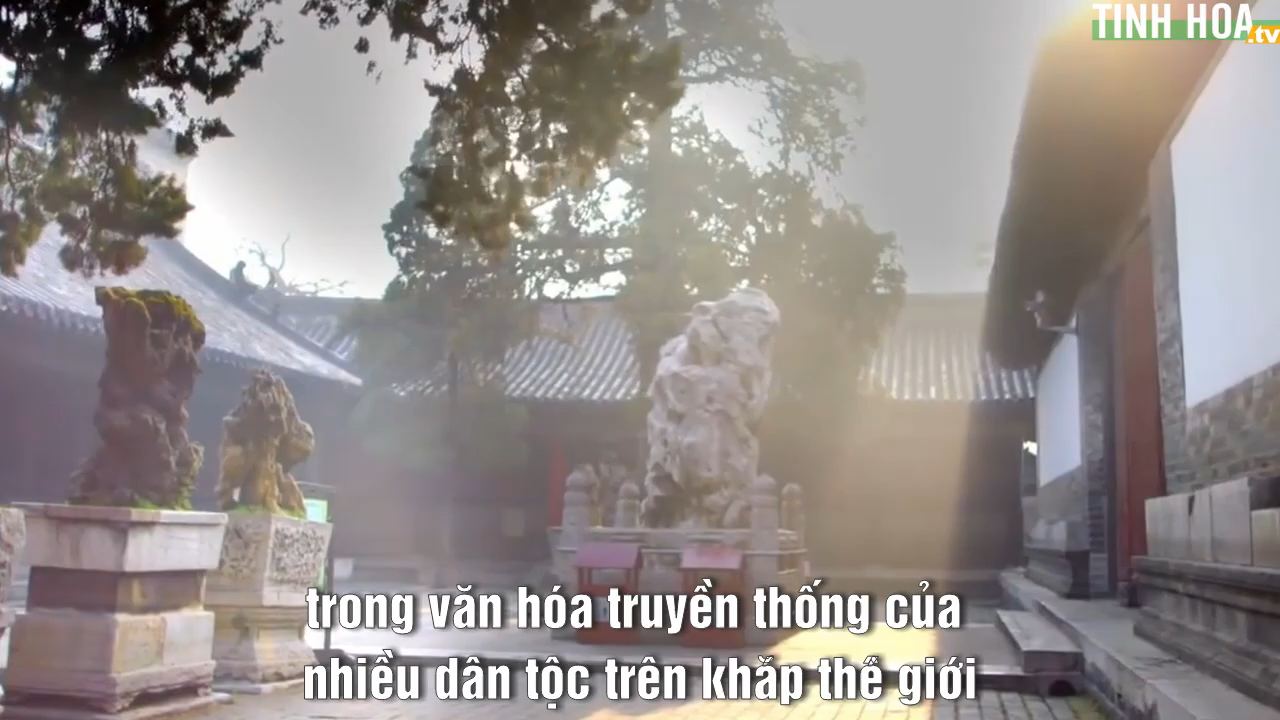 TINH HOA
.tv
trong văn hóa truyền thống của
nhiều dân tộc trên khắp thế giới